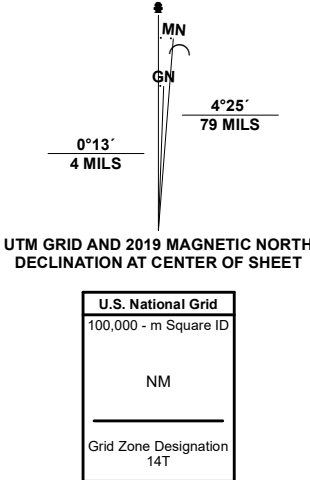 MN
GN
4°25´
79 MILS
0°13´
4 MILS
UTM GRID AND 2019 MAGNETIC NORTH
DECLINATION AT CENTER OF SHEET
U.S. National Grid
100,000 - m Square ID
NM
Grid Zone Designation
14T